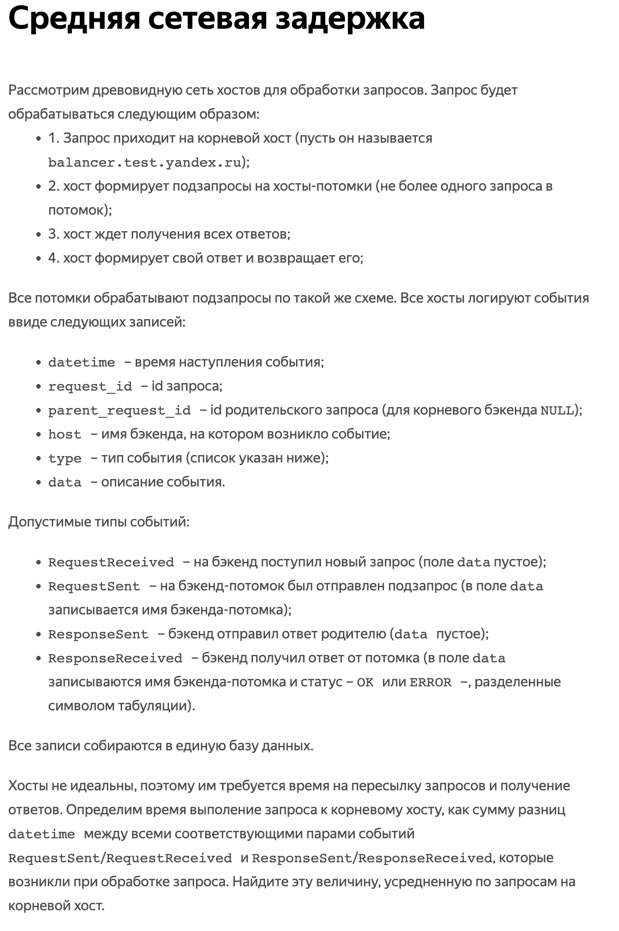 Средняя сетевая задержка
Рассмотрим древовидную сеть хостов для обработки запросов. Запрос будет
обрабатываться следующим образом:
• 1. Запрос приходит на корневой хост (пусть он называется
balancer.test.yandex.ru);
• 2. хост формирует подзапросы на хосты-потомки (не более одного запроса в
потомок);
• 3. хост ждет получения всех ответов;
• 4. хост формирует свой ответ и возвращает его;
Все потомки обрабатывают подзапросы по такой же схеме. Все хосты логируют события
ввиде следующих записей:
• datetime – время наступления события;
• request_id – id запроса;
• parent_request_id – id родительского запроса (для корневого бэкенда NULL);
• host – имя бэкенда, на котором возникло событие;
• type – тип события (список указан ниже);
• data – описание события.
Допустимые типы событий:
• RequestReceived – на бэкенд поступил новый запрос (поле data пустое);
• RequestSent – на бэкенд-потомок был отправлен подзапрос (в поле data
записывается имя бэкенда-потомка);
• ResponseSent – бэкенд отправил ответ родителю (data пустое);
• ResponseReceived – бэкенд получил ответ от потомка (в поле data
записываются имя бэкенда-потомка и статус – OK или ERROR –, разделенные
символом табуляции).
Все записи собираются в единую базу данных.
Хосты не идеальны, поэтому им требуется время на пересылку запросов и получение
ответов. Определим время выполение запроса к корневому хосту, как сумму разниц
datetime между всеми соответствующими парами событий
RequestSent/RequestReceived и ResponseSent/ResponseReceived, которые
возникли при обработке запроса. Найдите эту величину, усредненную по запросам на
корневой хост.